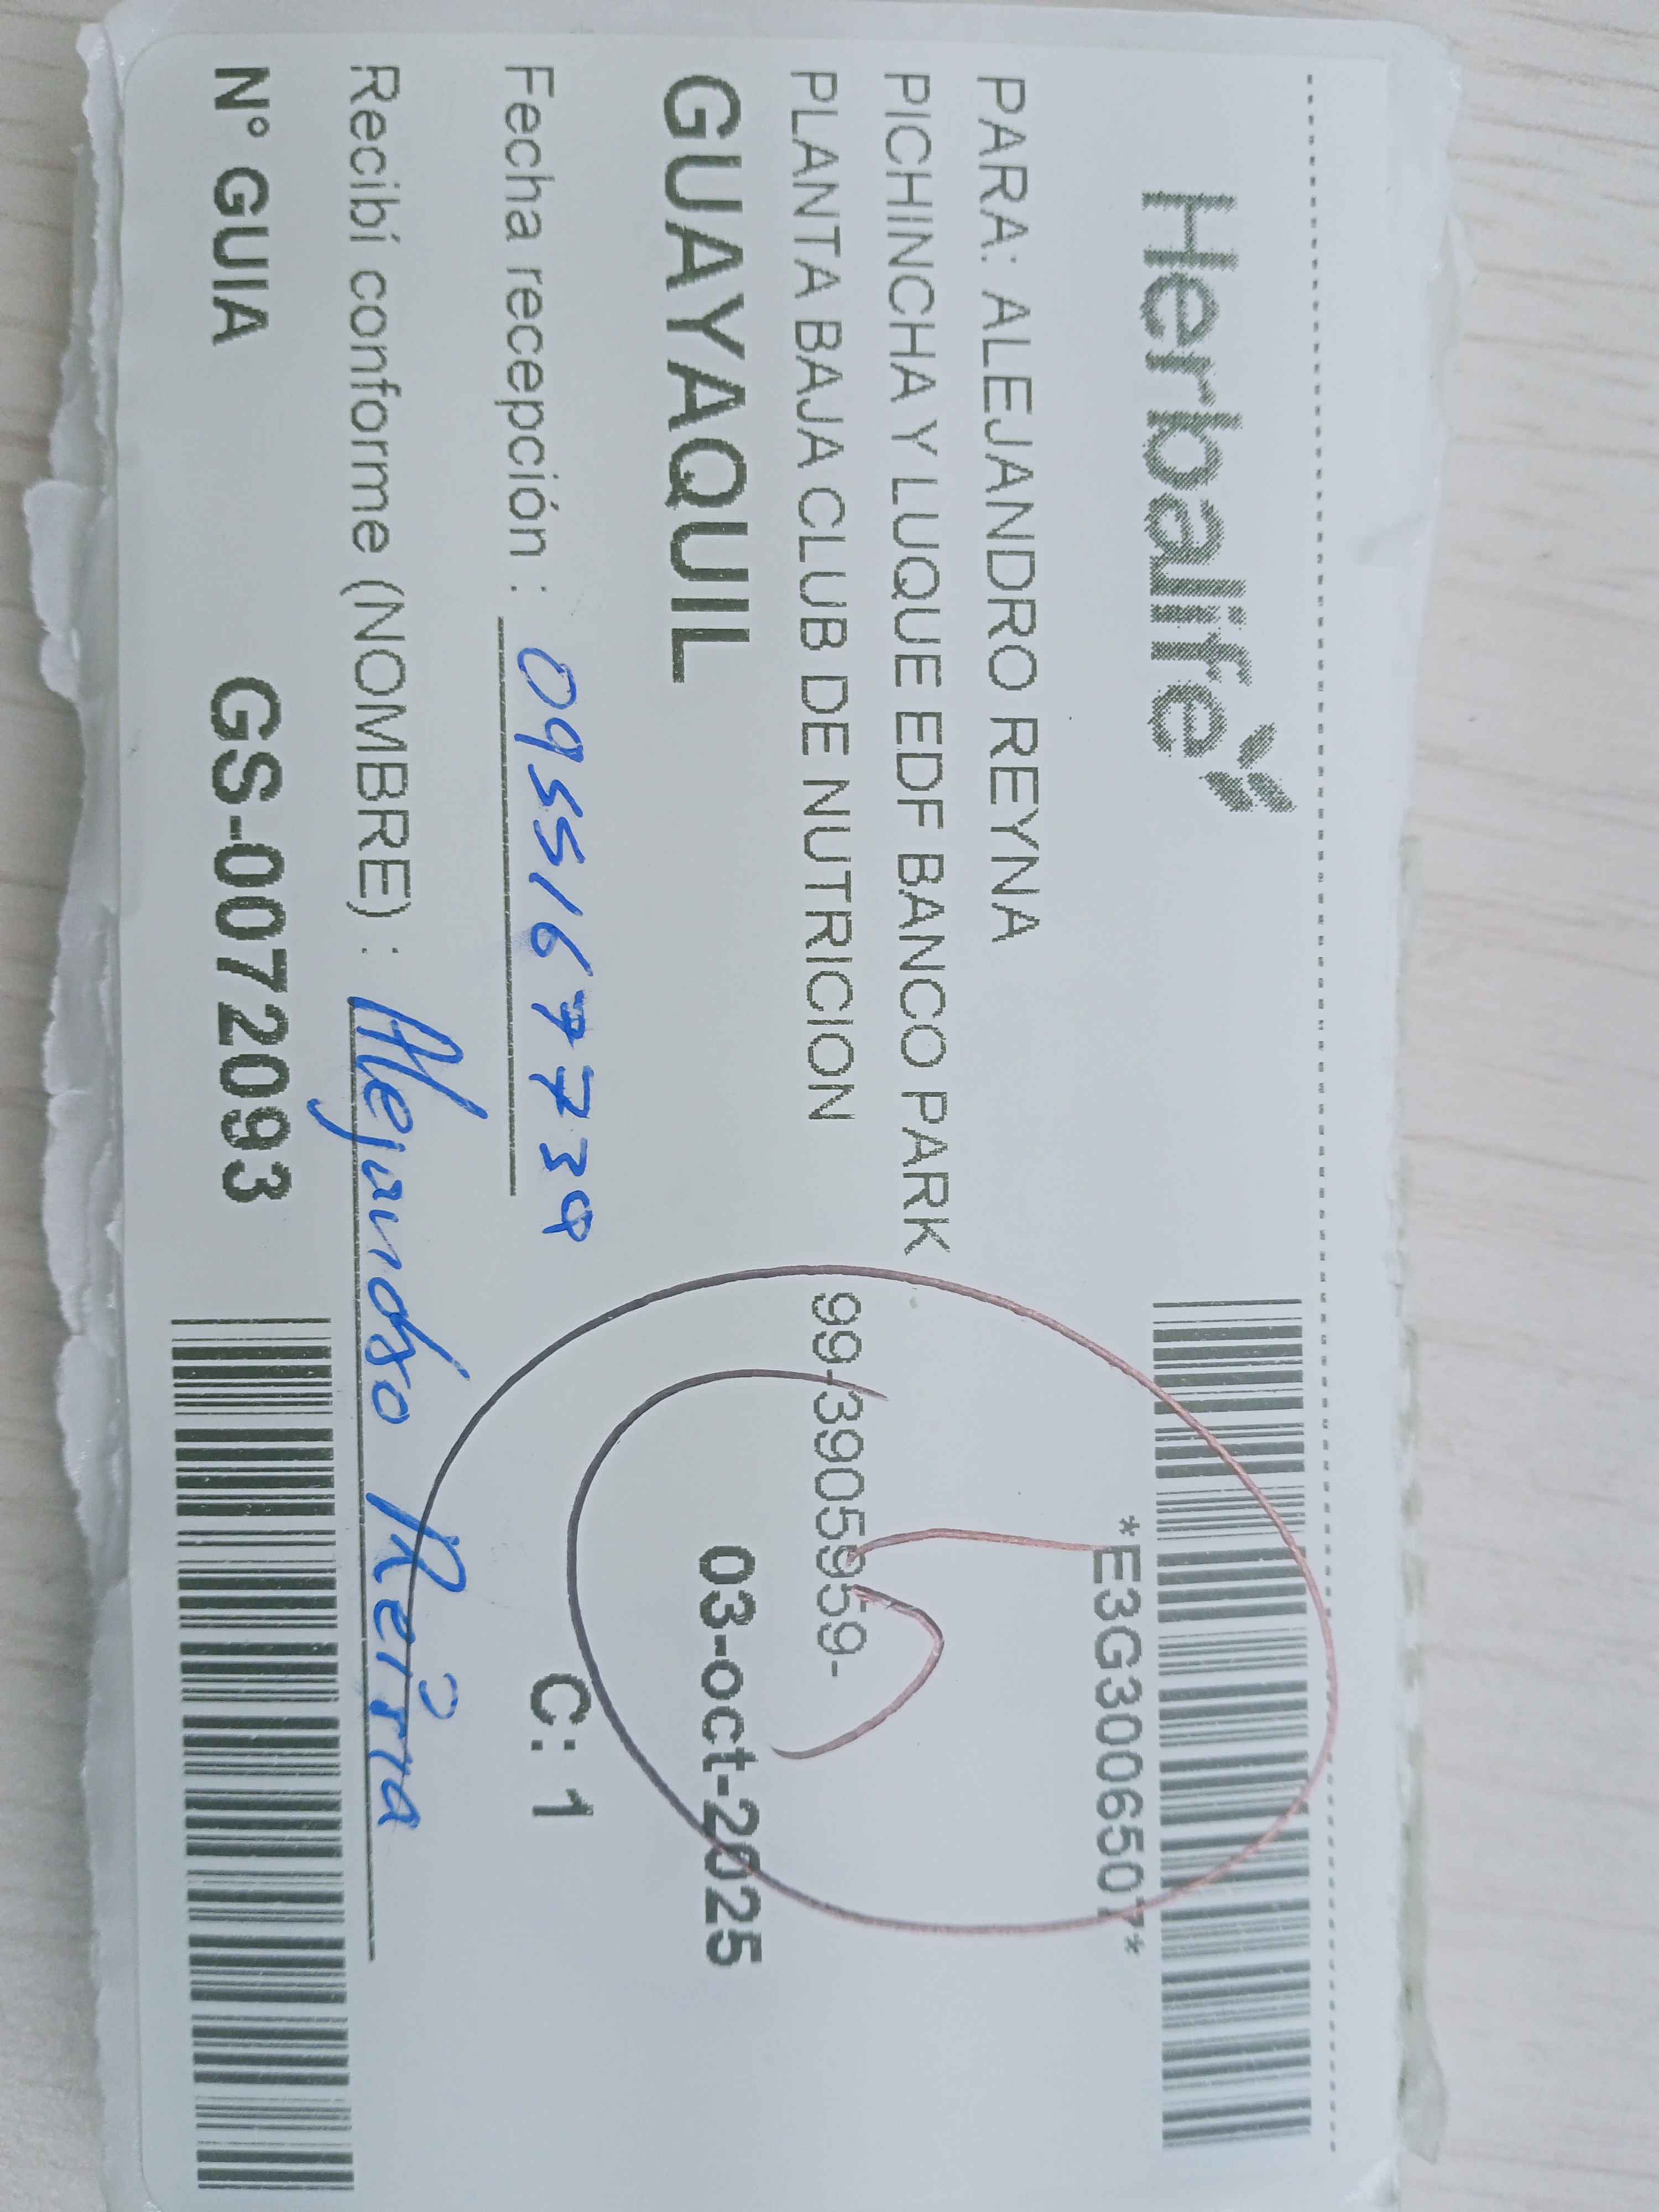 Herbalife
*E3G3006507*
PARA: ALEJANDRO REYNA
PICHINCHA Y LUQUE EDF BANCO PARK
PLANTA BAJA CLUB DE NUTRICION 99-3905959-
GUAYAQUIL 03-oct-2025
Fecha recepción : 0955167739 C: 1
Recibí conforme (NOMBRE) : Alejandro Reina
N° GUIA GS-0072093